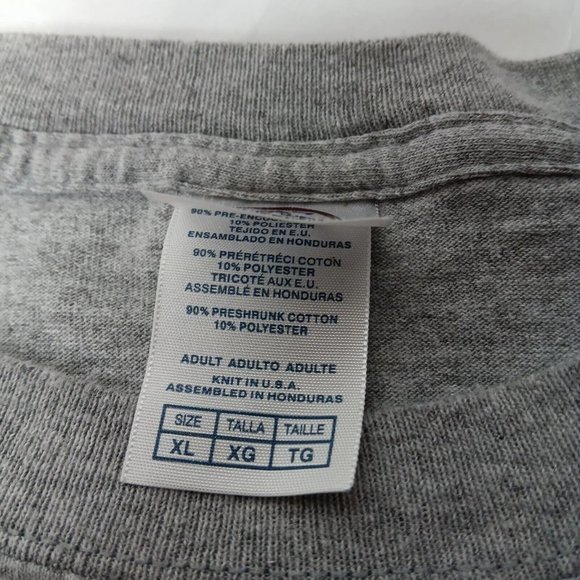 90% PRE-ENCOGIDO
10% POLIESTER
TEJIDO EN E.U.
ENSAMBLADO EN HONDURAS
90% PRÉRÉTRÉCI COTON
10% POLYESTER
TRICOTÉ AUX E.U.
ASSEMBLÉ EN HONDURAS
90% PRESHRUNK COTTON
10% POLYESTER
ADULT ADULTO ADULTE
KNIT IN U.S.A.
ASSEMBLED IN HONDURAS
SIZE TALLA TAILLE
XL XG TG